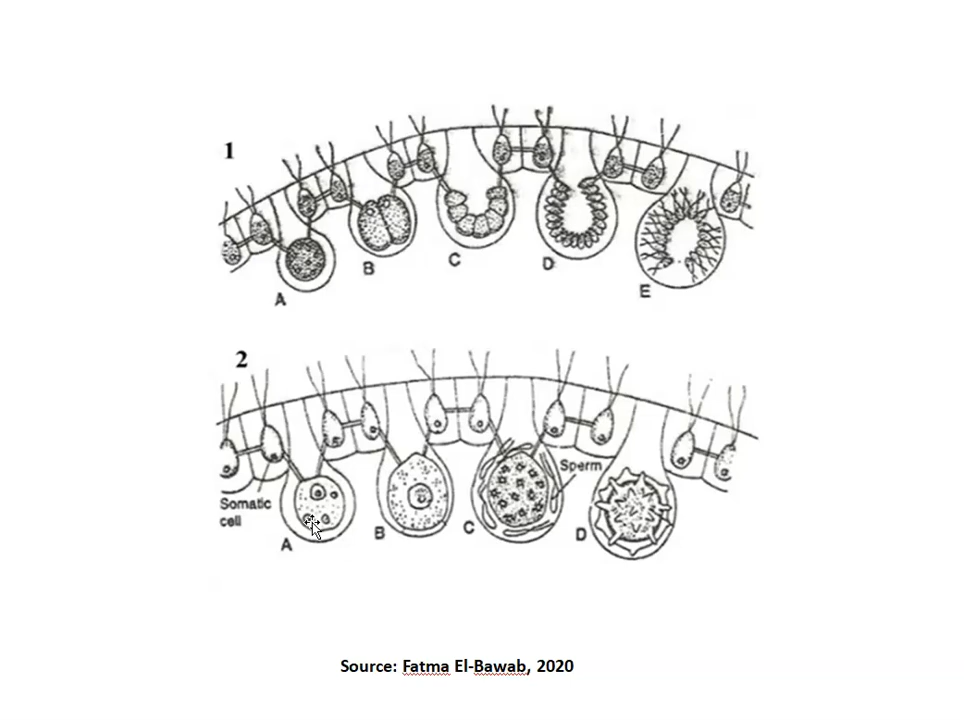 1
A
B
C
D
E
2
Somatic
cell
A
B
C
Sperm
D
Source: Fatma El-Bawab, 2020